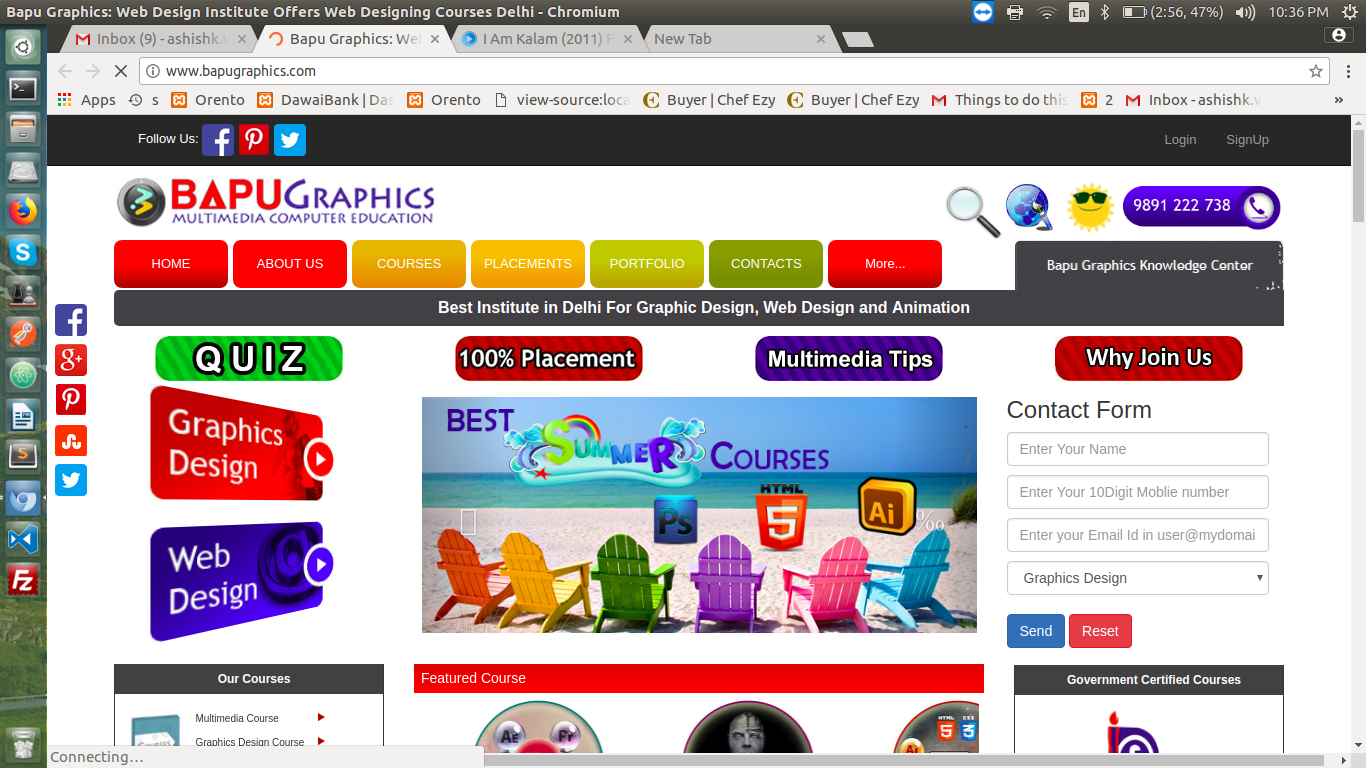 Bapu Graphics: Web Design Institute Offers Web Designing Courses Delhi - Chromium
En (2:56, 47%) 10:36 PM
Inbox (9) - ashishk.v
Bapu Graphics: We
I Am Kalam (2011) F
New Tab
www.bapugraphics.com
Apps
s
Orento
DawaiBank | Das
Orento
view-source:loca
Buyer | Chef Ezy
Buyer | Chef Ezy
Things to do this
2
Inbox - ashishk.v
»
Follow Us:
Login
SignUp
BAPUGRAPHICS
MULTIMEDIA COMPUTER EDUCATION
9891 222 738
HOME
ABOUT US
COURSES
PLACEMENTS
PORTFOLIO
CONTACTS
More...
Bapu Graphics Knowledge Center
Best Institute in Delhi For Graphic Design, Web Design and Animation
QUIZ
100% Placement
Multimedia Tips
Why Join Us
Graphics
Design
Web
Design
BEST
SUMMER
COURSES
Ps
HTML
5
Ai
Contact Form
Enter Your Name
Enter Your 10Digit Moblie number
Enter your Email Id in user@mydomai
Graphics Design
Send
Reset
Our Courses
Multimedia Course
Graphics Design Course
Featured Course
Ae
Pr
HTML
CSS
5
3
Ai
Government Certified Courses
Connecting…